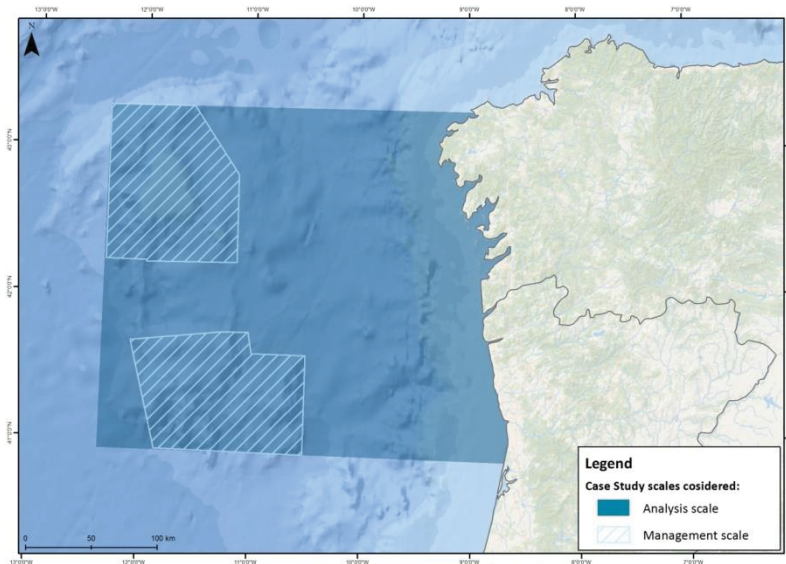 13°0'0"W 12°0'0"W 11°0'0"W 10°0'0"W 9°0'0"W 8°0'0"W 7°0'0"W
N
43°0'0"N
42°0'0"N
41°0'0"N
Legend
Case Study scales cosidered:
Analysis scale
Management scale
0 50 100 km
13°0'0"W 12°0'0"W 11°0'0"W 10°0'0"W 9°0'0"W 8°0'0"W 7°0'0"W